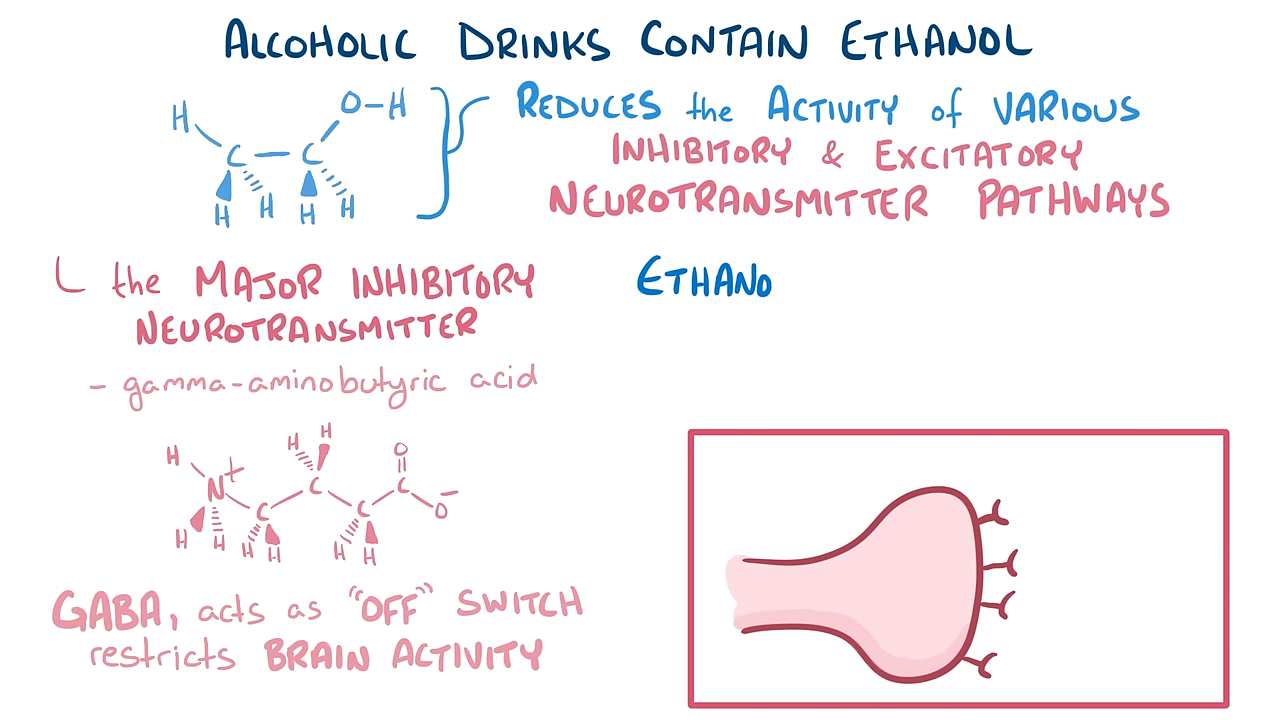 ALCOHOLIC DRINKS CONTAIN ETHANOL
H O-H
C C
H H H H
REDUCES the ACTIVITY of VARIOUS
INHIBITORY & EXCITATORY
NEUROTRANSMITTER PATHWAYS
the MAJOR INHIBITORY
NEUROTRANSMITTER
- gamma-aminobutyric acid
H H H O
N+ C C C C O-
H H H H H H
GABA, acts as "OFF" SWITCH
restricts BRAIN ACTIVITY
ETHANO